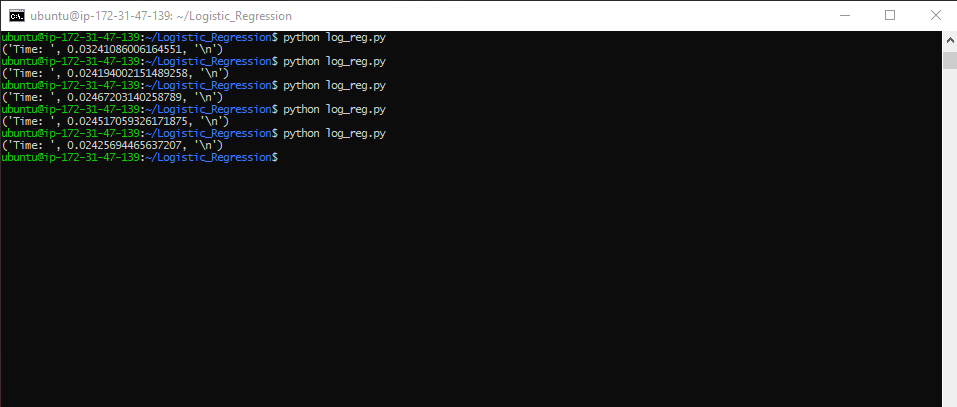 ubuntu@ip-172-31-47-139: ~/Logistic_Regression
ubuntu@ip-172-31-47-139:~/Logistic_Regression$ python log_reg.py
('Time: ', 0.03241086006164551, '\n')
ubuntu@ip-172-31-47-139:~/Logistic_Regression$ python log_reg.py
('Time: ', 0.024194002151489258, '\n')
ubuntu@ip-172-31-47-139:~/Logistic_Regression$ python log_reg.py
('Time: ', 0.02467203140258789, '\n')
ubuntu@ip-172-31-47-139:~/Logistic_Regression$ python log_reg.py
('Time: ', 0.024517059326171875, '\n')
ubuntu@ip-172-31-47-139:~/Logistic_Regression$ python log_reg.py
('Time: ', 0.02425694465637207, '\n')
ubuntu@ip-172-31-47-139:~/Logistic_Regression$